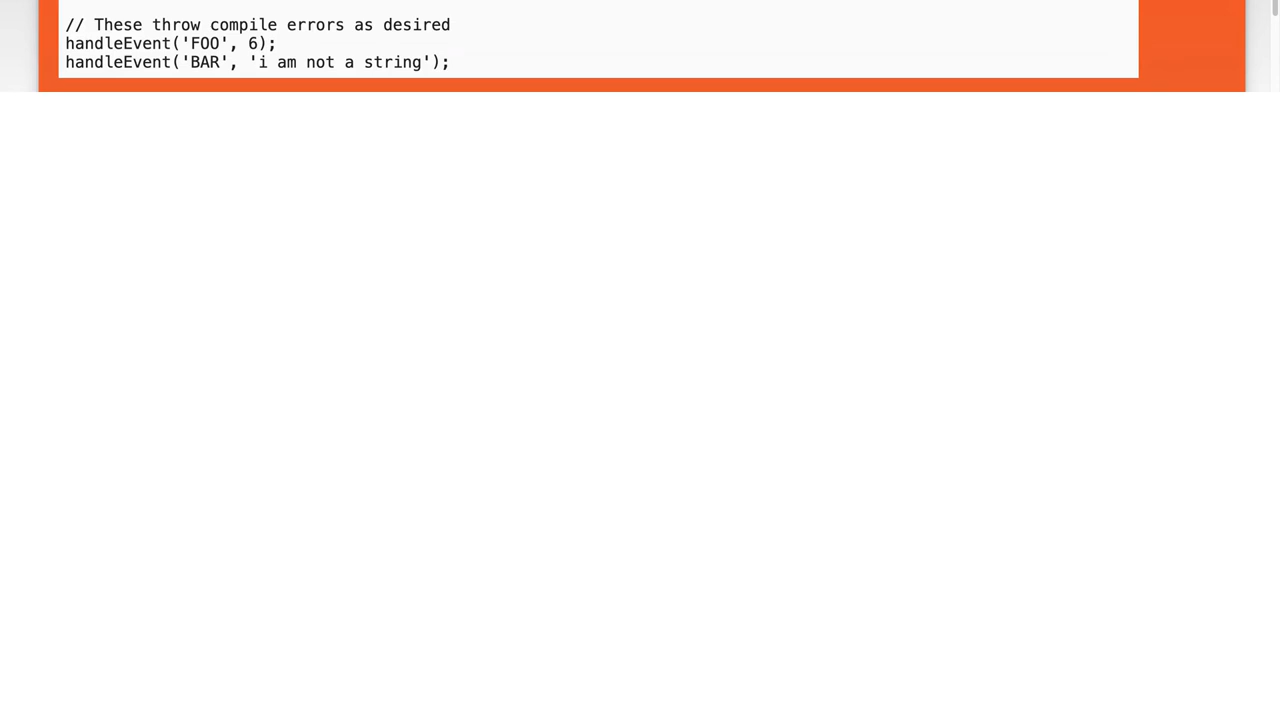 // These throw compile errors as desired
handleEvent('FOO', 6);
handleEvent('BAR', 'i am not a string');